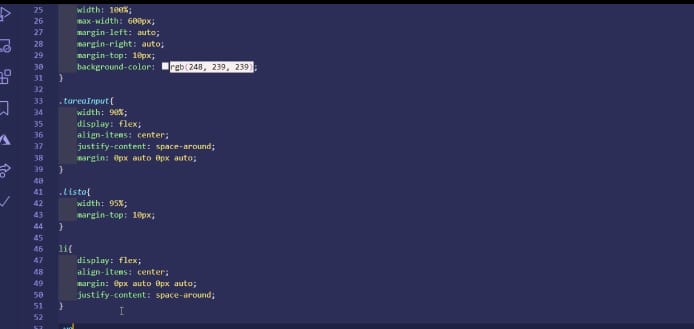 25 width: 100%;
26 max-width: 600px;
27 margin-left: auto;
28 margin-right: auto;
29 margin-top: 10px;
30 background-color: rgb(248, 239, 239);
31 }
32
33 .tareaInput{
34 width: 90%;
35 display: flex;
36 align-items: center;
37 justify-content: space-around;
38 margin: 0px auto 0px auto;
39 }
40
41 .lista{
42 width: 95%;
43 margin-top: 10px;
44 }
45
46 li{
47 display: flex;
48 align-items: center;
49 margin: 0px auto 0px auto;
50 justify-content: space-around;
51 }
52
53